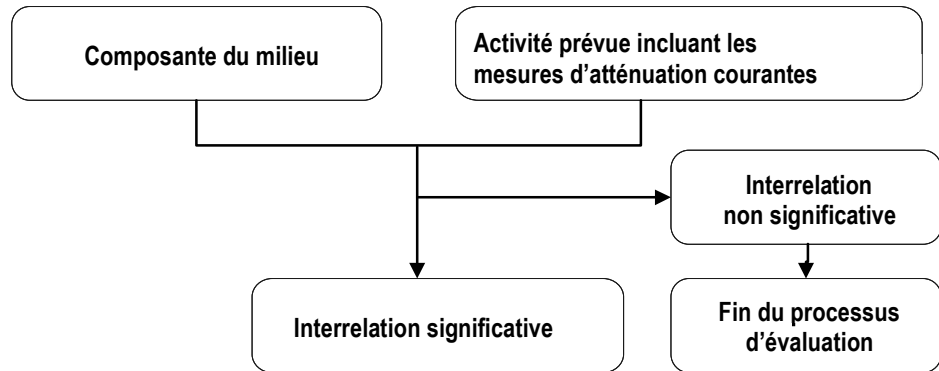 Composante du milieu
Activité prévue incluant les
mesures d’atténuation courantes
Interrelation
non significative
Interrelation significative
Fin du processus
d’évaluation